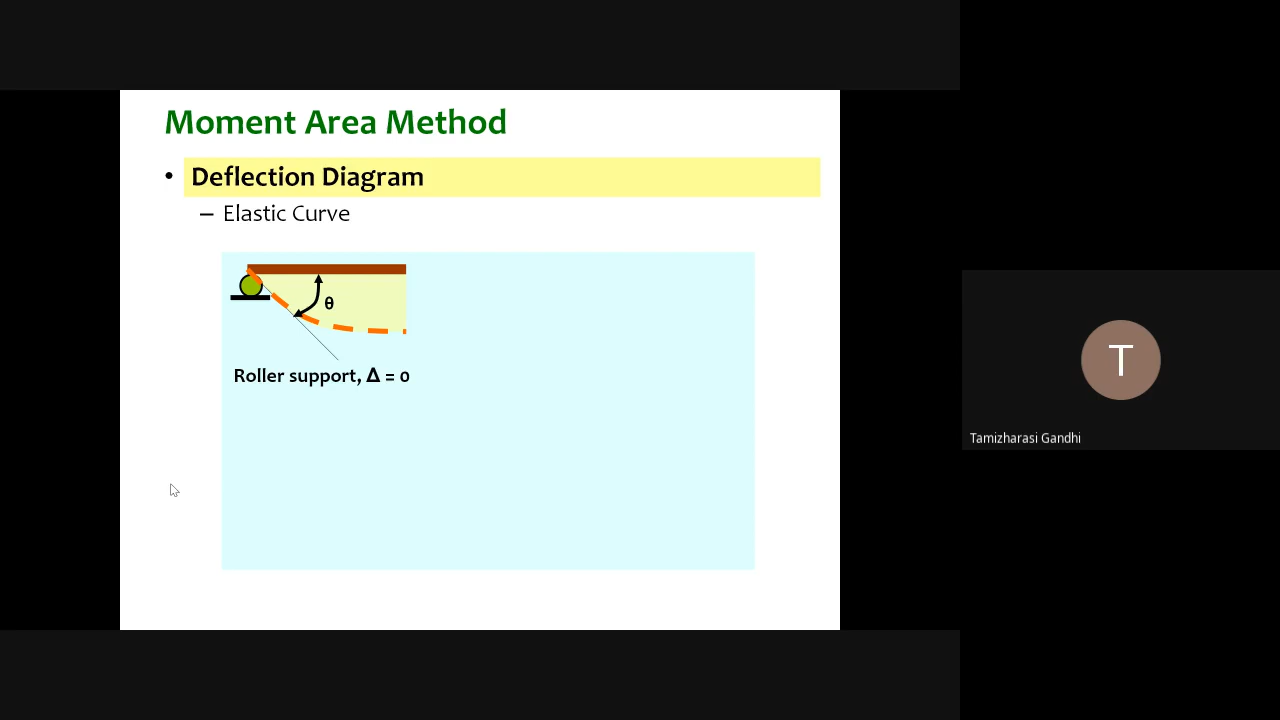 Moment Area Method
• Deflection Diagram
– Elastic Curve
θ
Roller support, Δ = 0
T
Tamizharasi Gandhi